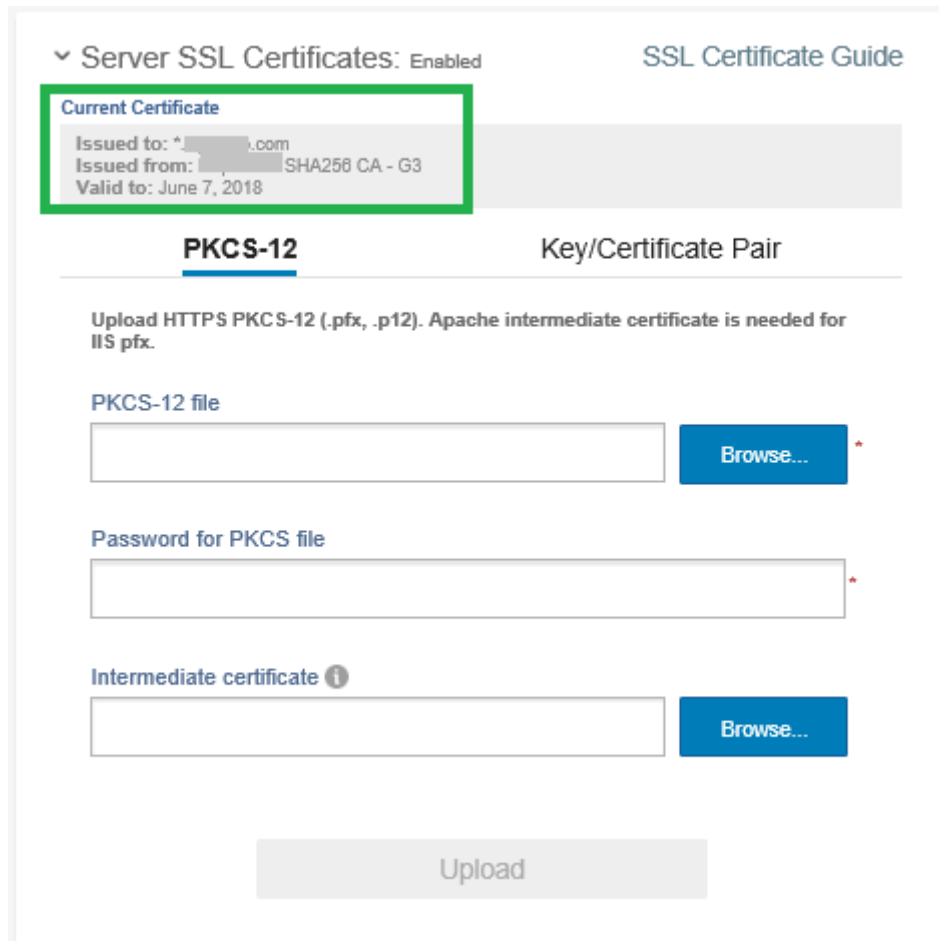 Server SSL Certificates: Enabled
SSL Certificate Guide
Current Certificate
Issued to: *. .com
Issued from: SHA256 CA - G3
Valid to: June 7, 2018
PKCS-12
Key/Certificate Pair
Upload HTTPS PKCS-12 (.pfx, .p12). Apache intermediate certificate is needed for
IIS pfx.
PKCS-12 file
Browse...
*
Password for PKCS file
*
Intermediate certificate
Browse...
Upload